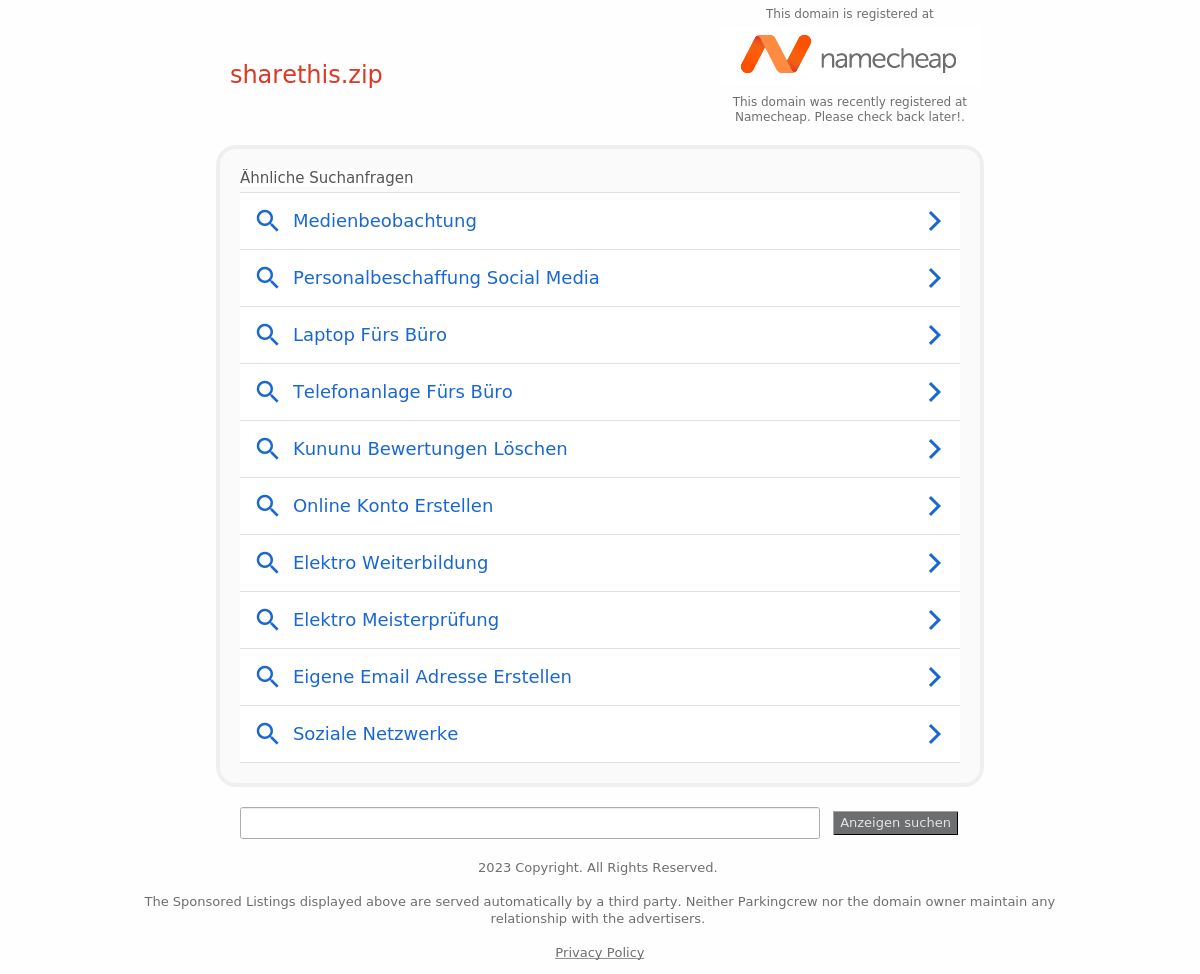 This domain is registered at
namecheap
sharethis.zip
This domain was recently registered at
Namecheap. Please check back later!.
Ähnliche Suchanfragen
Medienbeobachtung
Personalbeschaffung Social Media
Laptop Fürs Büro
Telefonanlage Fürs Büro
Kununu Bewertungen Löschen
Online Konto Erstellen
Elektro Weiterbildung
Elektro Meisterprüfung
Eigene Email Adresse Erstellen
Soziale Netzwerke
Anzeigen suchen
2023 Copyright. All Rights Reserved.
The Sponsored Listings displayed above are served automatically by a third party. Neither Parkingcrew nor the domain owner maintain any
relationship with the advertisers.
Privacy Policy